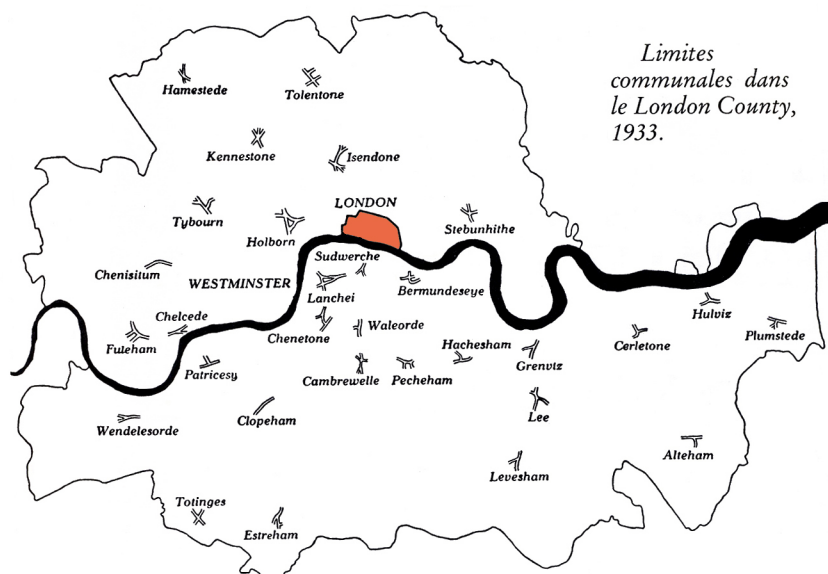 Limites
communales dans
le London County,
1933.
Hamestede
Tolentone
Kennestone
Isendone
Tybourn
Holborn
LONDON
Stebunhithe
Chenisitum
WESTMINSTER
Sudwerche
Lanchei
Bermundeseye
Chelcede
Fuleham
Chenetone
Waleorde
Hulviz
Cerletone
Plumstede
Patricesy
Cambrewelle
Pecheham
Hachesham
Grenviz
Wendelesorde
Clopeham
Lee
Alteham
Levesham
Totinges
Estreham